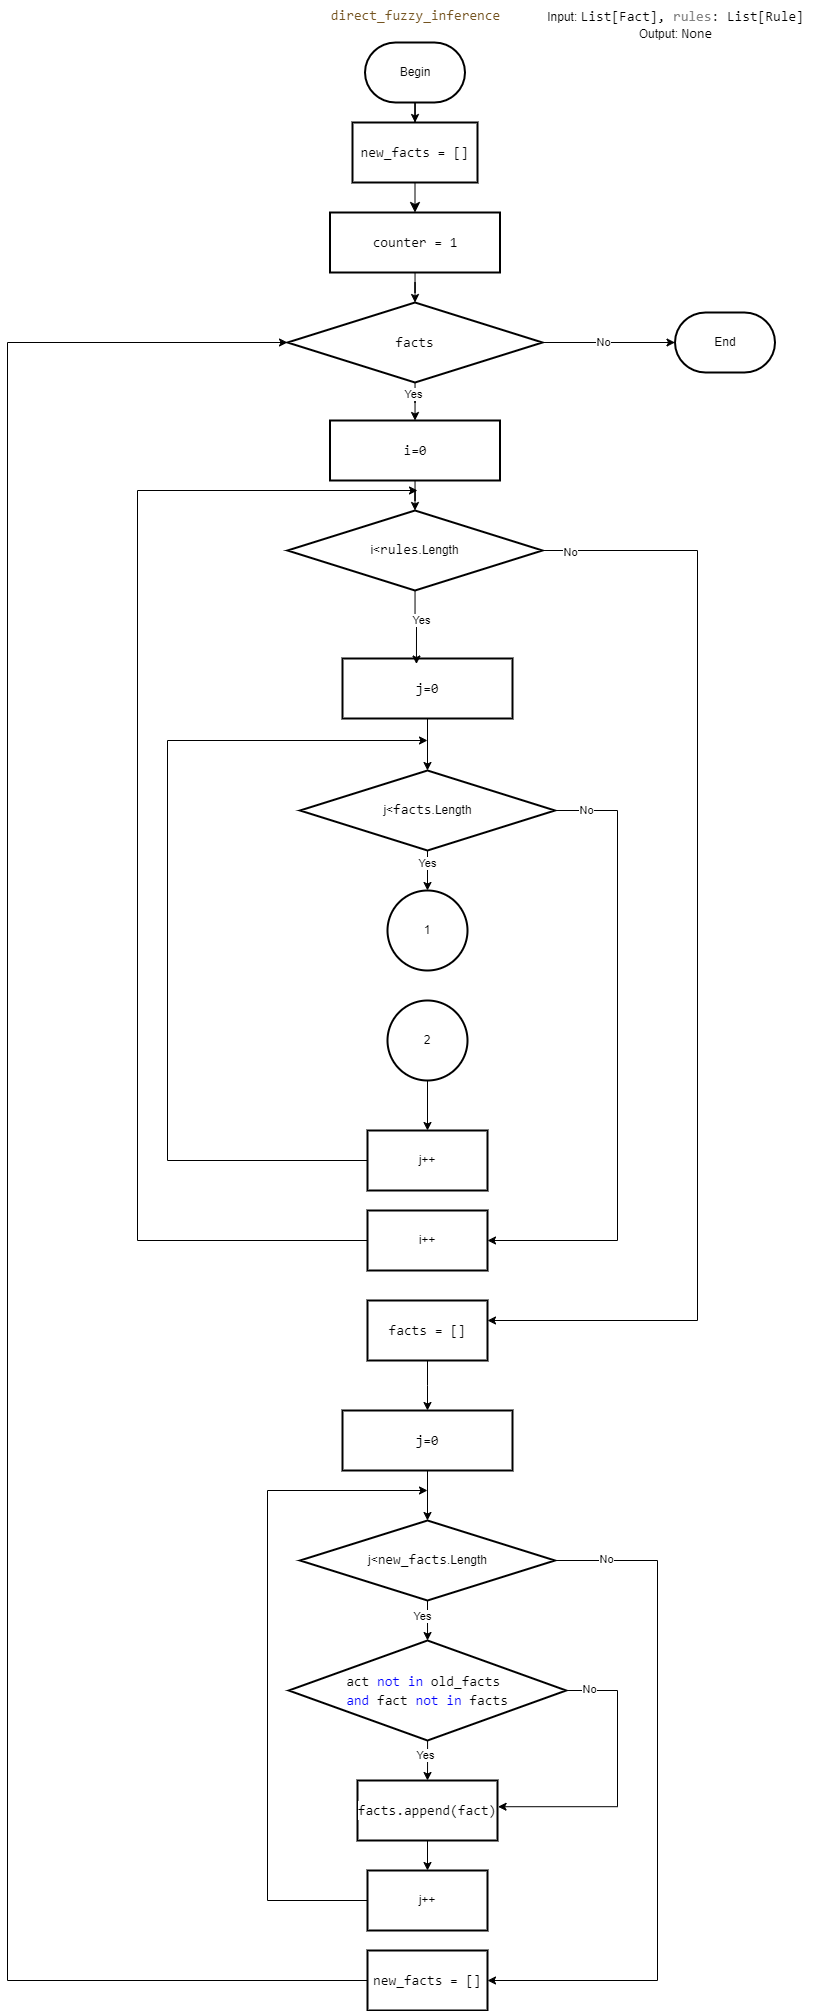 direct_fuzzy_inference
Input: List[Fact], rules: List[Rule]
Output: None
Begin
new_facts = []
counter = 1
facts
No
End
Yes
i=0
i<rules.Length
No
Yes
j=0
j<facts.Length
No
Yes
1
2
j++
i++
facts = []
j=0
j<new_facts.Length
No
Yes
act not in old_facts
and fact not in facts
No
Yes
facts.append(fact)
j++
new_facts = []